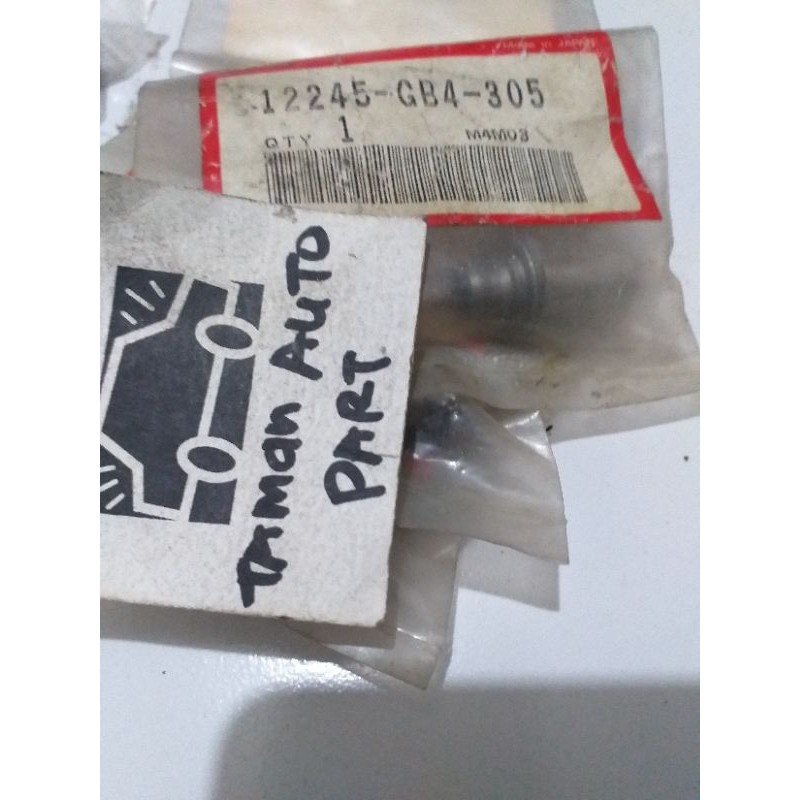 12245-GB4-305
QTY 1 M4M03
TAMAN AUTO
PART